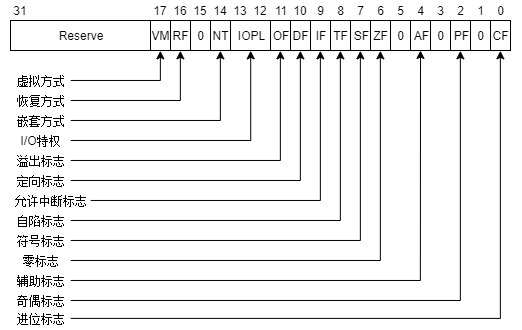 31 17 16 15 14 13 12 11 10 9 8 7 6 5 4 3 2 1 0
Reserve VM RF 0 NT IOPL OF DF IF TF SF ZF 0 AF 0 PF 0 CF
虚拟方式
恢复方式
嵌套方式
I/O特权
溢出标志
定向标志
允许中断标志
自陷标志
符号标志
零标志
辅助标志
奇偶标志
进位标志